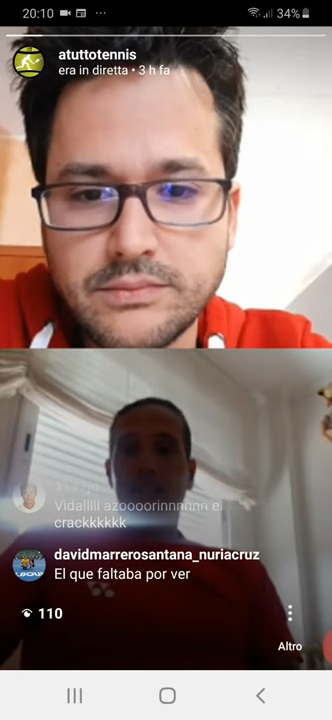 20:10
34%
atuttotennis
era in diretta • 3 h fa
Vidalllll azoooorinnnnnn el
crackkkkkk
davidmarrerosantana_nuriacruz
El que faltaba por ver
110
Altro